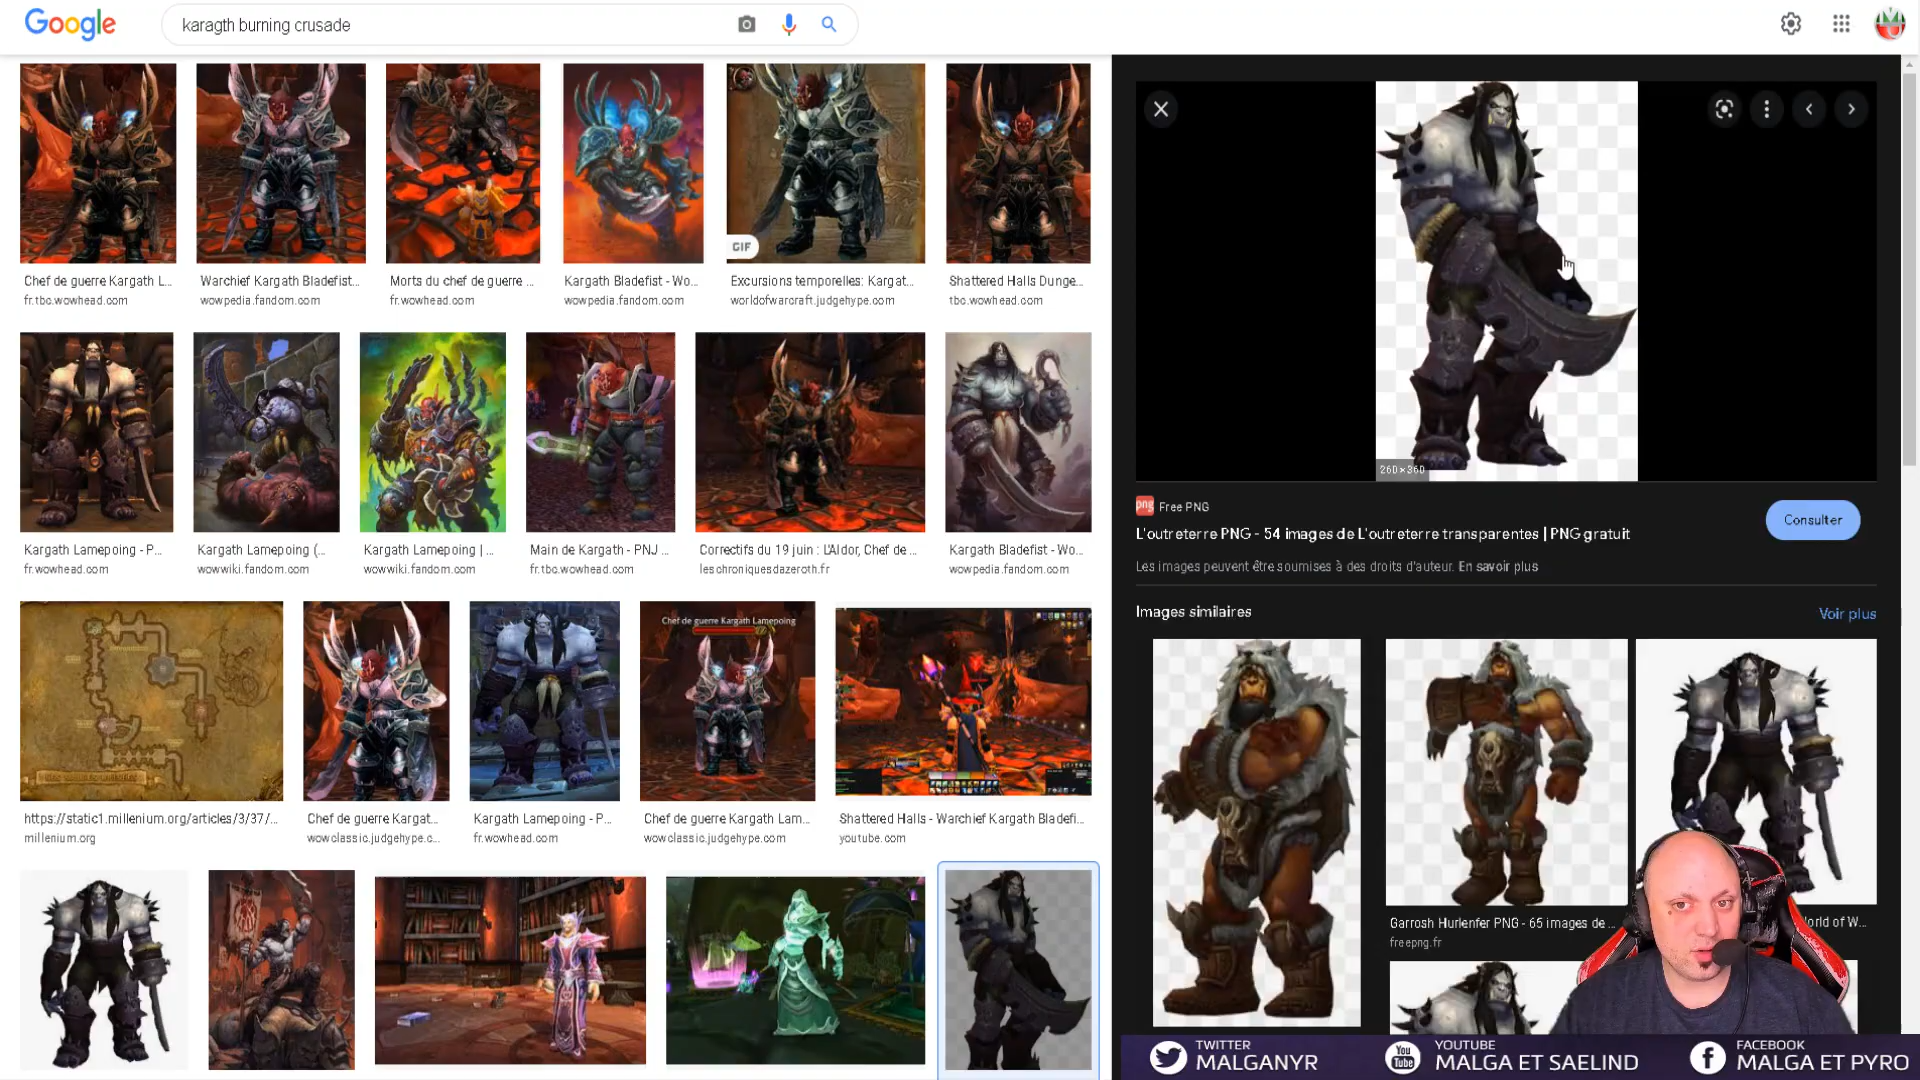 Google
karagth burning crusade
GIF
Chef de guerre Kargath L...
fr.tbc.wowhead.com
Warchief Kargath Bladefist...
wowpedia.fandom.com
Morts du chef de guerre ...
fr.wowhead.com
Kargath Bladefist - Wo...
wowpedia.fandom.com
Excursions temporelles: Kargat...
worldofwarcraft.judgehype.com
Shattered Halls Dunge...
tbc.wowhead.com
Kargath Lamepoing - P...
fr.wowhead.com
Kargath Lamepoing (...
wowwiki.fandom.com
Kargath Lamepoing | ...
wowwiki.fandom.com
Main de Kargath - PNJ ...
fr.tbc.wowhead.com
Correctifs du 19 juin : L'Aldor, Chef de ...
leschroniquesdazeroth.fr
Kargath Bladefist - Wo...
wowpedia.fandom.com
Chef de guerre Kargath Lamepoing
https://static1.millenium.org/articles/3/37/...
millenium.org
Chef de guerre Kargat...
wowclassic.judgehype.c...
Kargath Lamepoing - P...
fr.wowhead.com
Chef de guerre Kargath Lam...
wowclassic.judgehype.com
Shattered Halls - Warchief Kargath Bladefi...
youtube.com
260×360
png Free PNG
L'outreterre PNG - 54 images de L'outreterre transparentes | PNG gratuit
Consulter
Les images peuvent être soumises à des droits d'auteur. En savoir plus
Images similaires
Voir plus
Garrosh Hurlenfer PNG - 65 images de ...
freepng.fr
orld of W...
TWITTER
MALGANYR
You Tube
YOUTUBE
MALGA ET SAELIND
FACEBOOK
MALGA ET PYRO